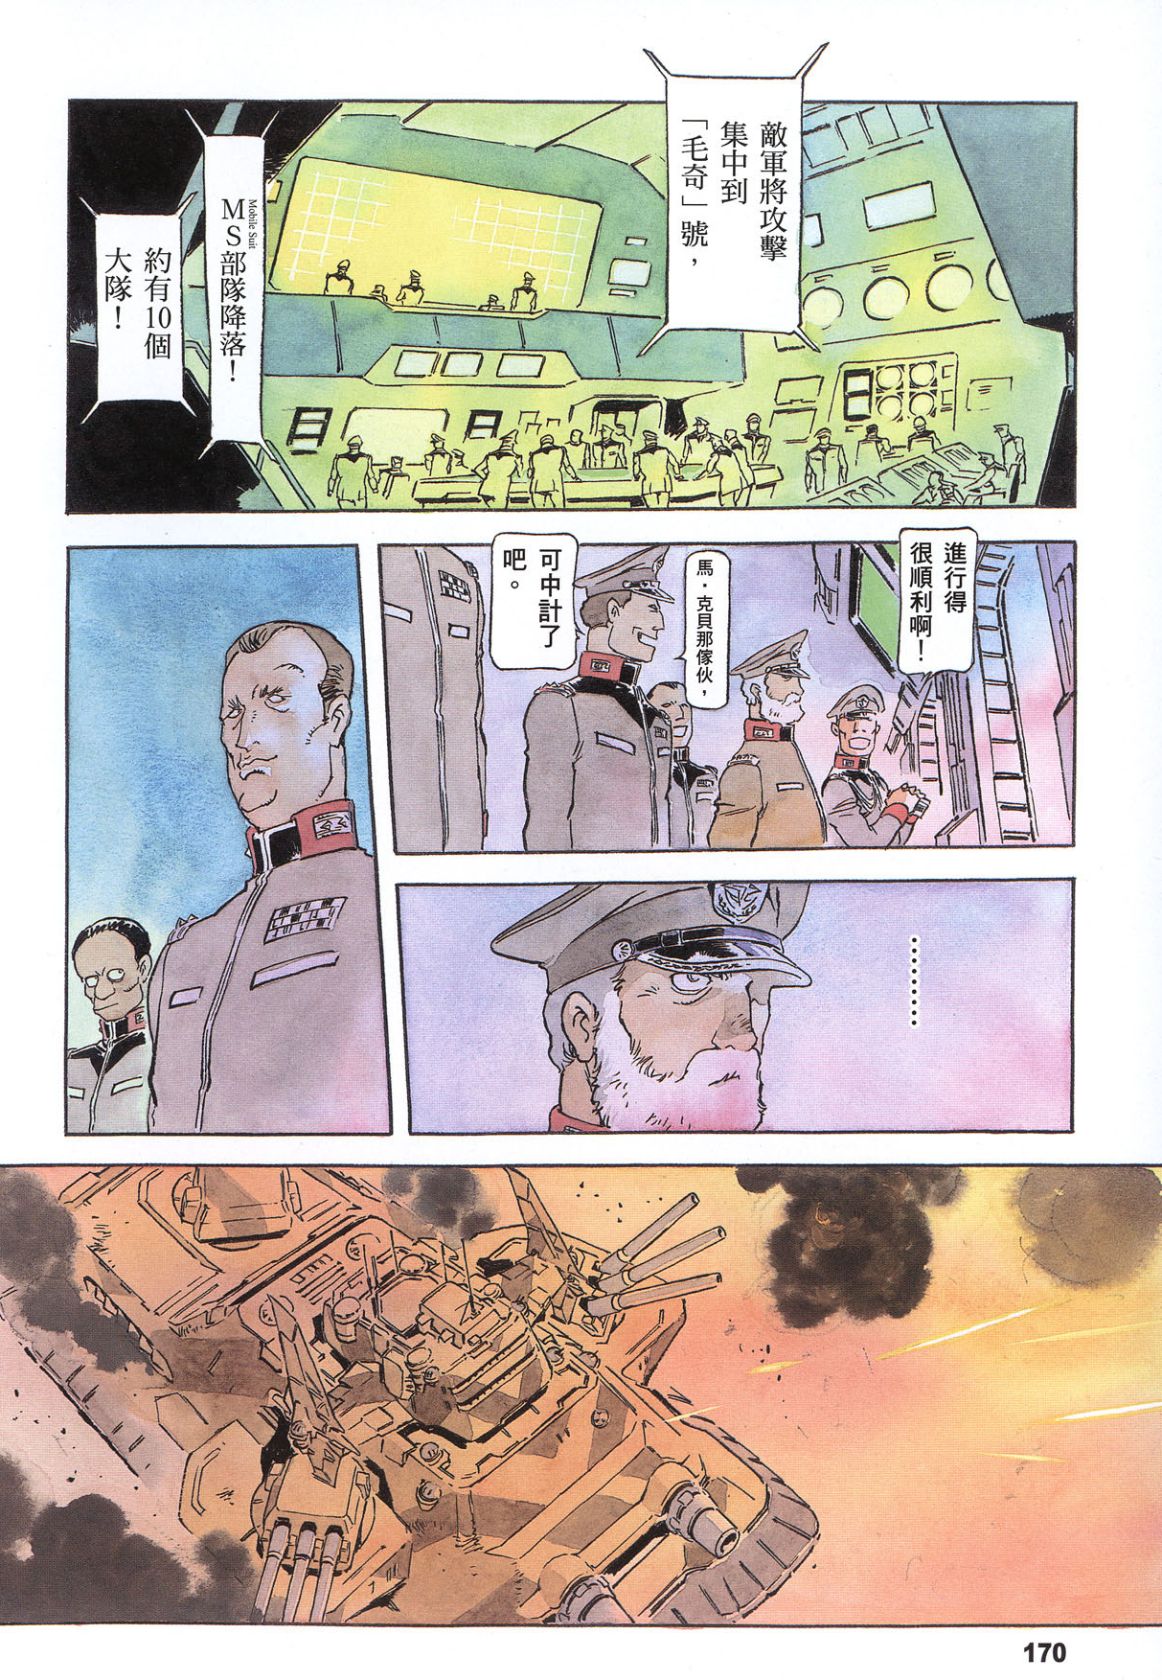 敵軍將攻擊
集中到
「毛奇」號，
Mobile Suit
MS部隊降落！
約有10個
大隊！
進行得
很順利啊！
馬·克貝那傢伙，
可中計了
吧。
………
170